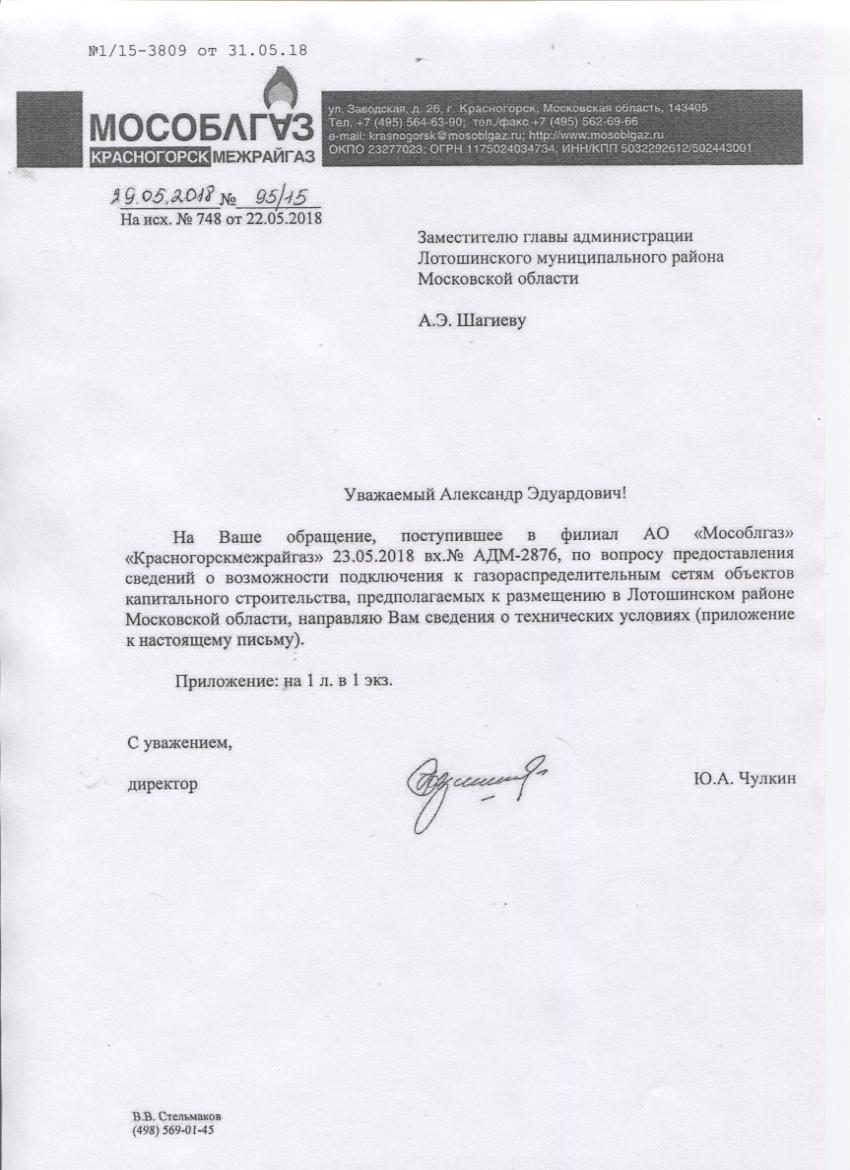 №1/15-3809 от 31.05.18
МОСОБЛГАЗ
КРАСНОГОРСК МЕЖРАЙГАЗ
ул. Заводская, д. 26, г. Красногорск, Московская область, 143405
Тел. +7 (495) 564-63-90; тел./факс +7 (495) 562-69-66
e-mail: krasnogorsk@mosoblgaz.ru; http://www.mosoblgaz.ru
ОКПО 23277023; ОГРН 1175024034734, ИНН/КПП 5032292612/502443001
29.05.2018 № 95/15
На исх. № 748 от 22.05.2018
Заместителю главы администрации
Лотошинского муниципального района
Московской области
А.Э. Шагиеву
Уважаемый Александр Эдуардович!
На Ваше обращение, поступившее в филиал АО «Мособлгаз»
«Красногорскмежрайгаз» 23.05.2018 вх.№ АДМ-2876, по вопросу предоставления
сведений о возможности подключения к газораспределительным сетям объектов
капитального строительства, предполагаемых к размещению в Лотошинском районе
Московской области, направляю Вам сведения о технических условиях (приложение
к настоящему письму).
Приложение: на 1 л. в 1 экз.
С уважением,
директор
Ю.А. Чулкин
В.В. Стельмаков
(498) 569-01-45